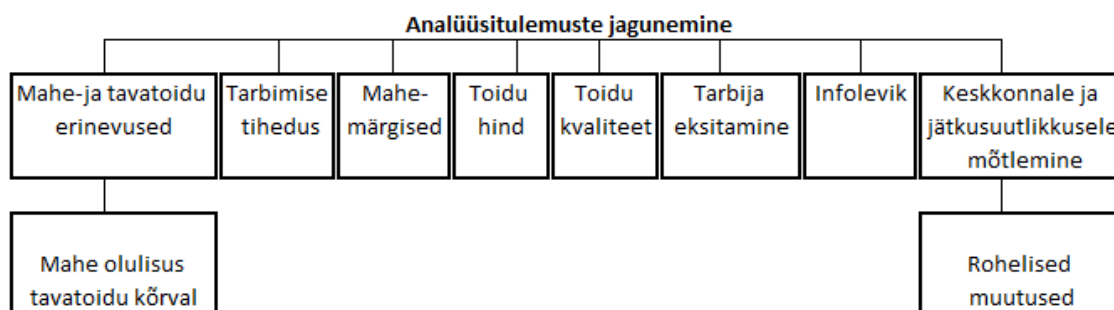 Analüüsitulemuste jagunemine
Mahe-ja tavatoidu
erinevused
Tarbimise
tihedus
Mahe-
märgised
Toidu
hind
Toidu
kvaliteet
Tarbija
eksitamine
Infolevik
Keskkonnale ja
jätkusuutlikkusele
mõtlemine
Mahe olulisus
tavatoidu kõrval
Rohelised
muutused